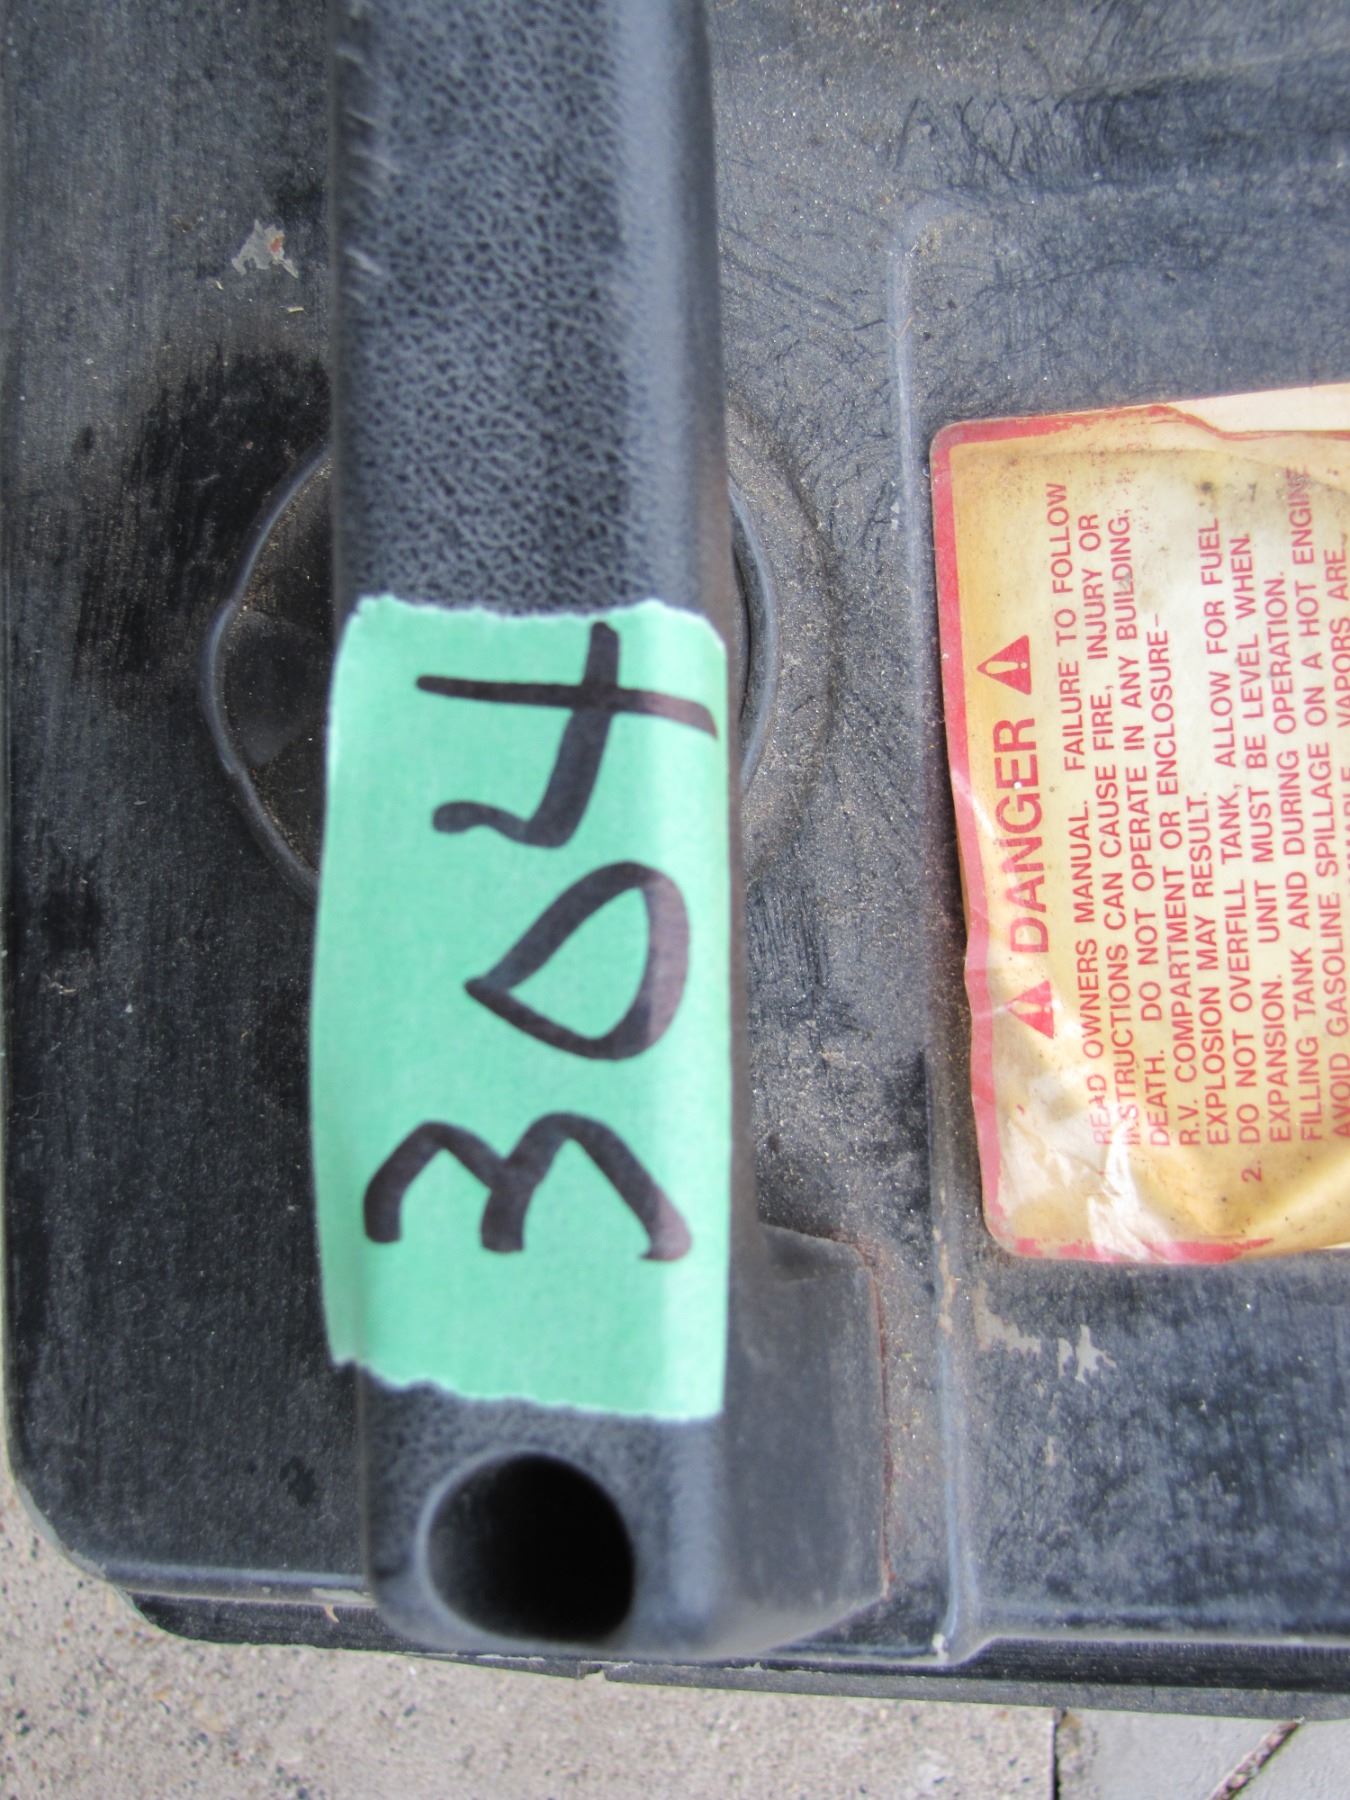 304
DANGER
READ OWNERS MANUAL. FAILURE TO FOLLOW
INSTRUCTIONS CAN CAUSE FIRE, INJURY OR
DEATH. DO NOT OPERATE IN ANY BUILDING,
R.V. COMPARTMENT OR ENCLOSURE-
EXPLOSION MAY RESULT.
2. DO NOT OVERFILL TANK, ALLOW FOR FUEL
EXPANSION. UNIT MUST BE LEVEL WHEN
FILLING TANK AND DURING OPERATION.
AVOID GASOLINE SPILLAGE ON A HOT ENGINE
VAPORS ARE